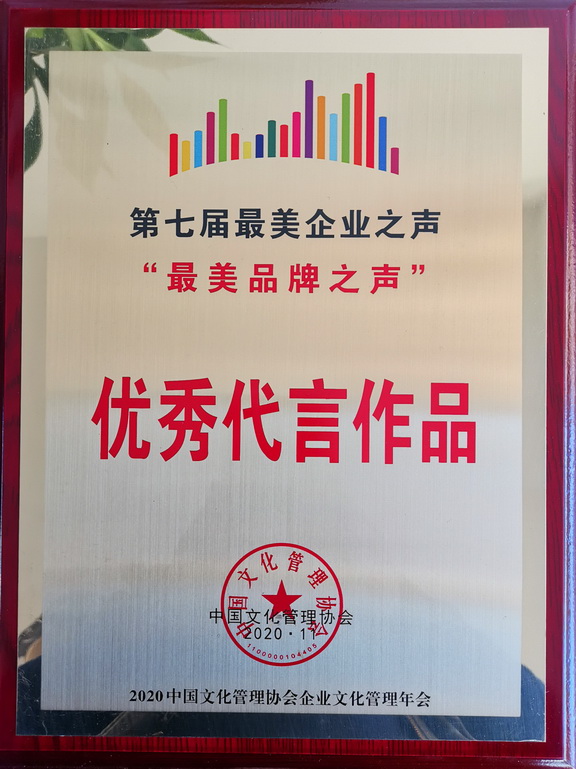 第七届最美企业之声
“最美品牌之声”
优秀代言作品
中国文化管理协会
中国文化管理协会
2020·11
1100000104405
2020中国文化管理协会企业文化管理年会